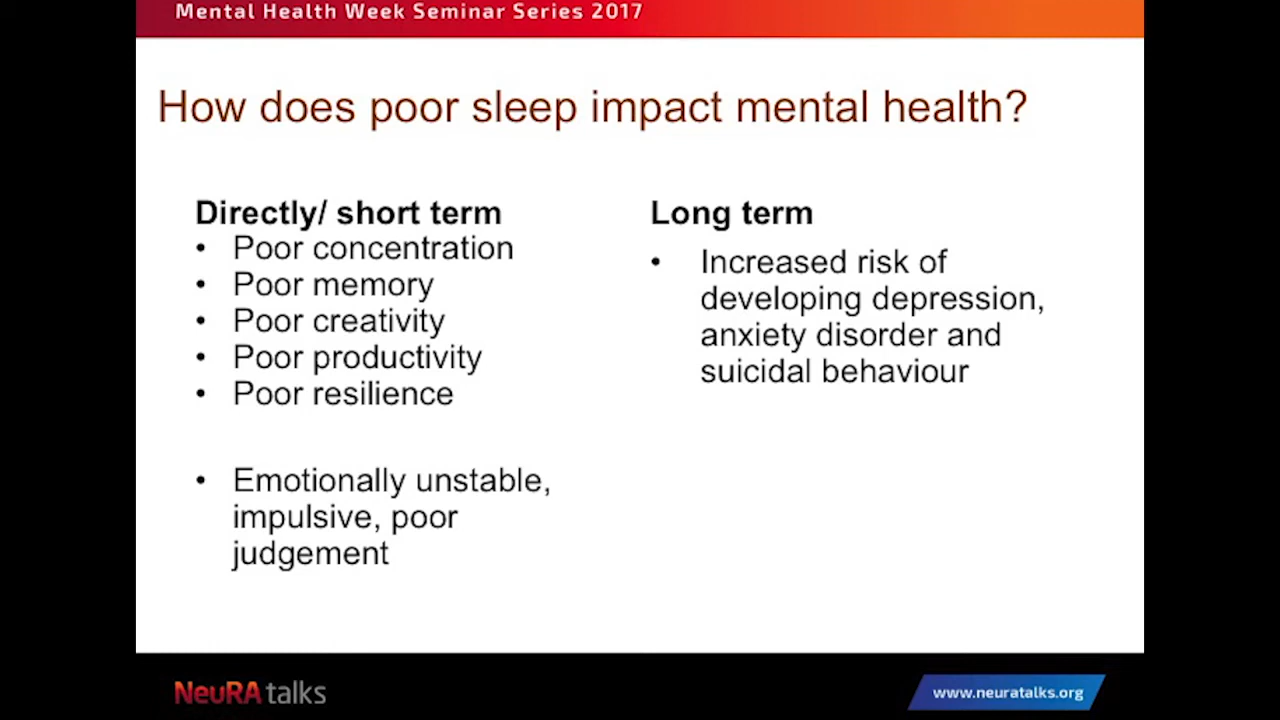 Mental Health Week Seminar Series 2017
How does poor sleep impact mental health?
Directly/ short term
• Poor concentration
• Poor memory
• Poor creativity
• Poor productivity
• Poor resilience
• Emotionally unstable,
impulsive, poor
judgement
Long term
• Increased risk of
developing depression,
anxiety disorder and
suicidal behaviour
NeuRA talks
www.neuratalks.org